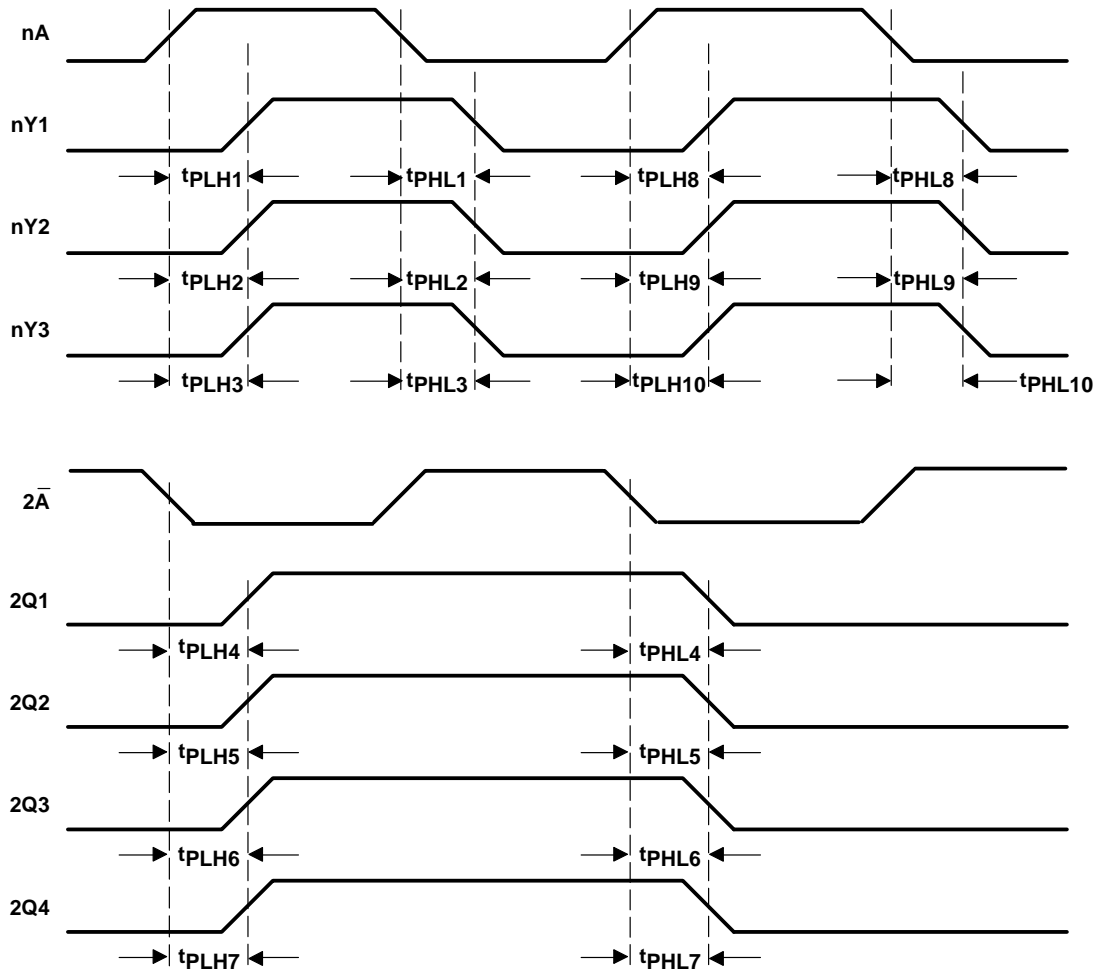 nA
nY1
tPLH1 tPHL1 tPLH8 tPHL8
nY2
tPLH2 tPHL2 tPLH9 tPHL9
nY3
tPLH3 tPHL3 tPLH10 tPHL10
2A̅
2Q1
tPLH4 tPHL4
2Q2
tPLH5 tPHL5
2Q3
tPLH6 tPHL6
2Q4
tPLH7 tPHL7